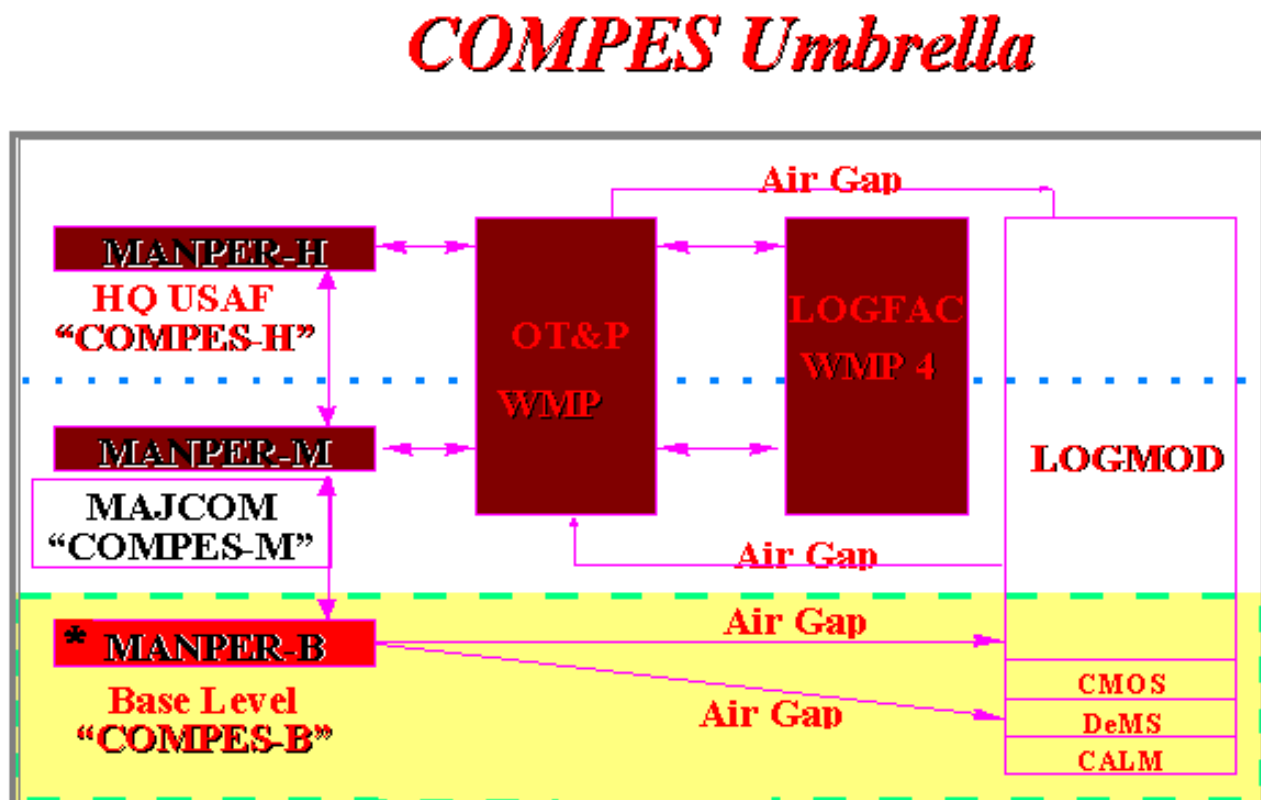 COMPES Umbrella
Air Gap
MANPER-H
HQ USAF
“COMPES-H”
OT&P
WMP
LOGFAC
WMP 4
MANPER-M
MAJCOM
“COMPES-M”
LOGMOD
Air Gap
Air Gap
* MANPER-B
Base Level
“COMPES-B”
Air Gap
CMOS
DeMS
CALM